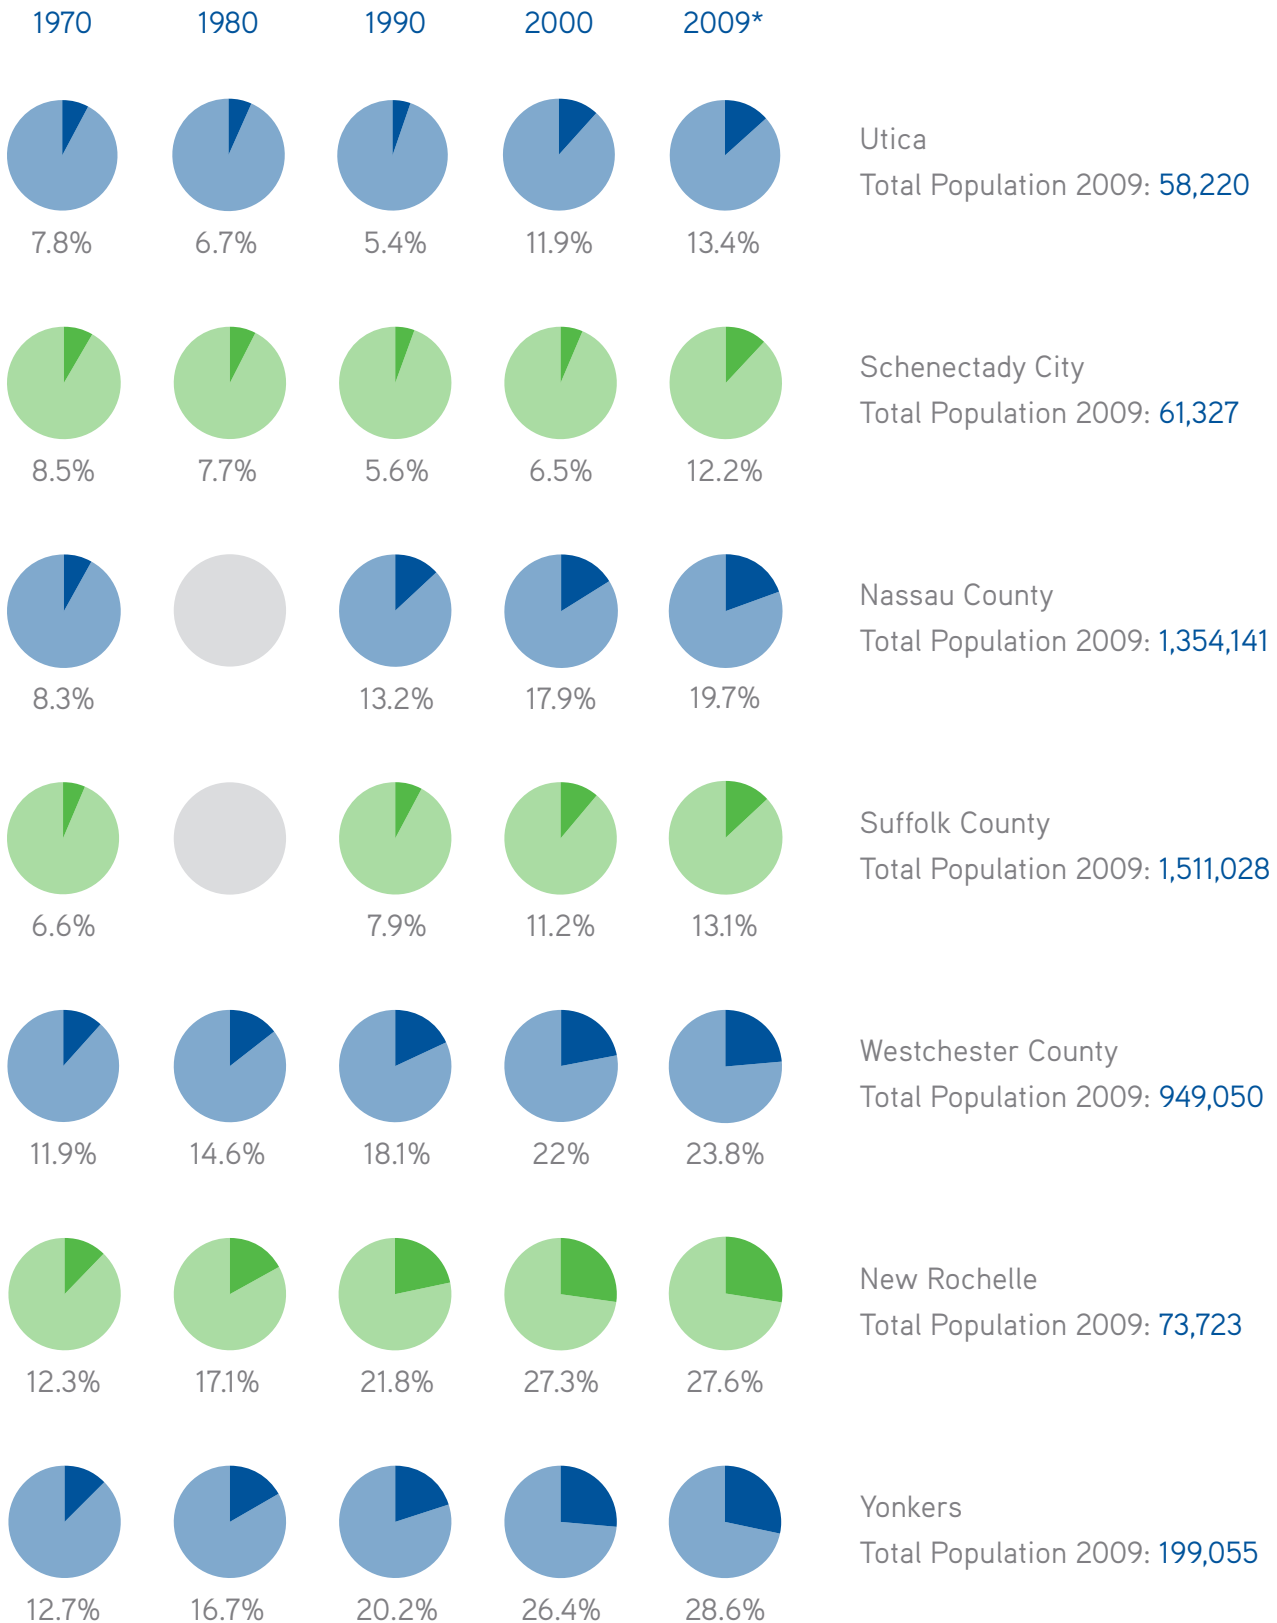 1970 1980 1990 2000 2009*
Utica
Total Population 2009: 58,220
7.8% 6.7% 5.4% 11.9% 13.4%
Schenectady City
Total Population 2009: 61,327
8.5% 7.7% 5.6% 6.5% 12.2%
Nassau County
Total Population 2009: 1,354,141
8.3% 13.2% 17.9% 19.7%
Suffolk County
Total Population 2009: 1,511,028
6.6% 7.9% 11.2% 13.1%
Westchester County
Total Population 2009: 949,050
11.9% 14.6% 18.1% 22% 23.8%
New Rochelle
Total Population 2009: 73,723
12.3% 17.1% 21.8% 27.3% 27.6%
Yonkers
Total Population 2009: 199,055
12.7% 16.7% 20.2% 26.4% 28.6%